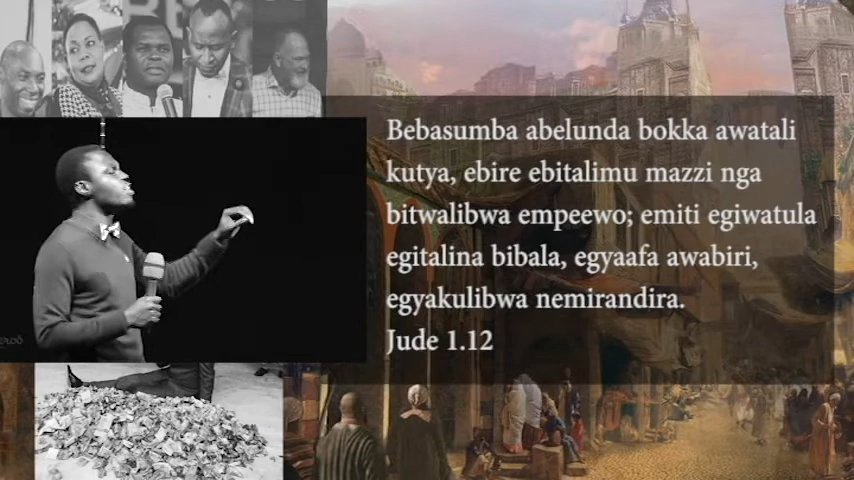 Bebasumba abelunda bokka awatali
kutya, ebire ebitalimu mazzi nga
bitwalibwa empeewo; emiti egiwatula
egitalina bibala, egyaafa awabiri,
egyakulibwa nemirandira.
Jude 1.12